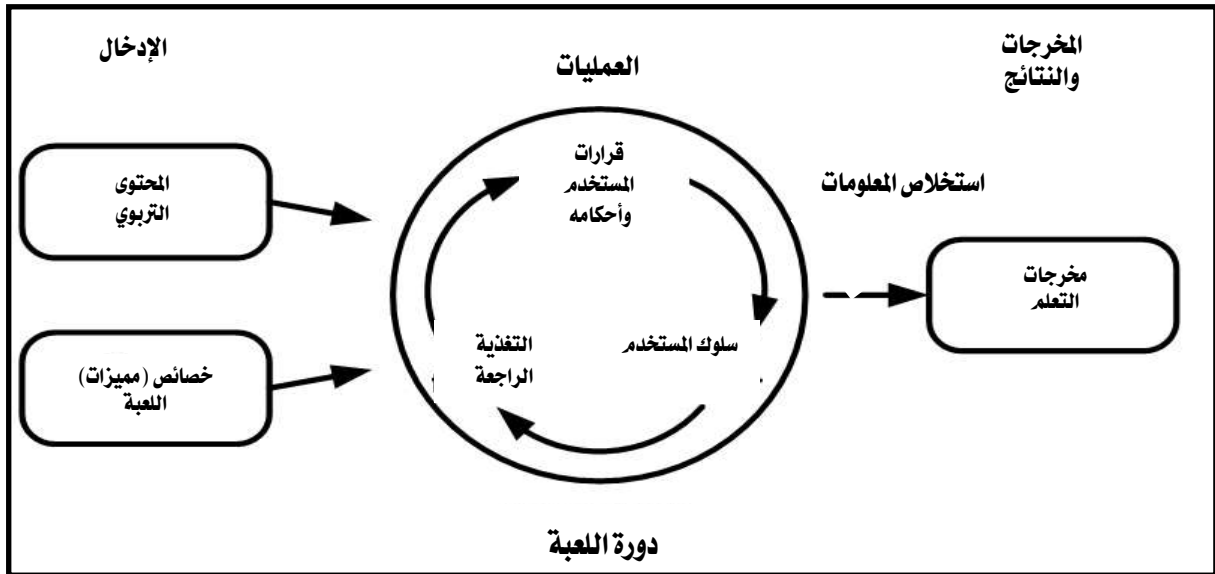 الإدخال
العمليات
المخرجات
والنتائج
المحتوى
التربوي
خصائص (مميزات)
اللعبة
قرارات
المستخدم
وأحكامه
سلوك المستخدم
التغذية
الراجعة
استخلاص المعلومات
مخرجات
التعلم
دورة اللعبة